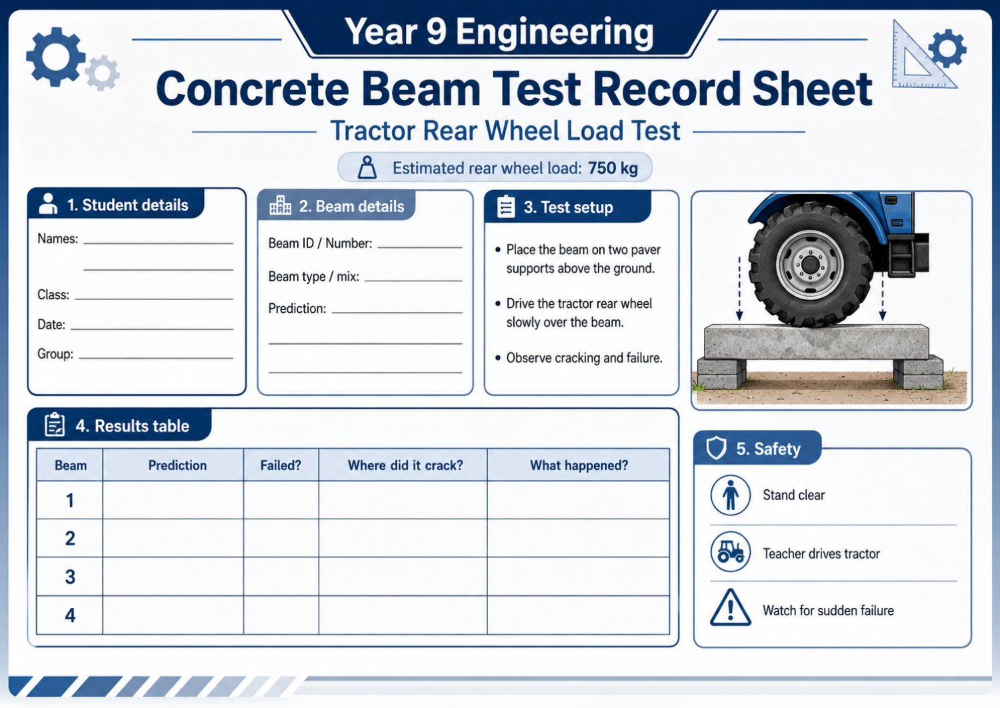 Year 9 Engineering
Concrete Beam Test Record Sheet
Tractor Rear Wheel Load Test
Estimated rear wheel load: 750 kg
1. Student details
Names:
Class:
Date:
Group:
2. Beam details
Beam ID / Number:
Beam type / mix:
Prediction:
3. Test setup
• Place the beam on two paver
supports above the ground.
• Drive the tractor rear wheel
slowly over the beam.
• Observe cracking and failure.
4. Results table
Beam Prediction Failed? Where did it crack? What happened?
1
2
3
4
5. Safety
Stand clear
Teacher drives tractor
Watch for sudden failure